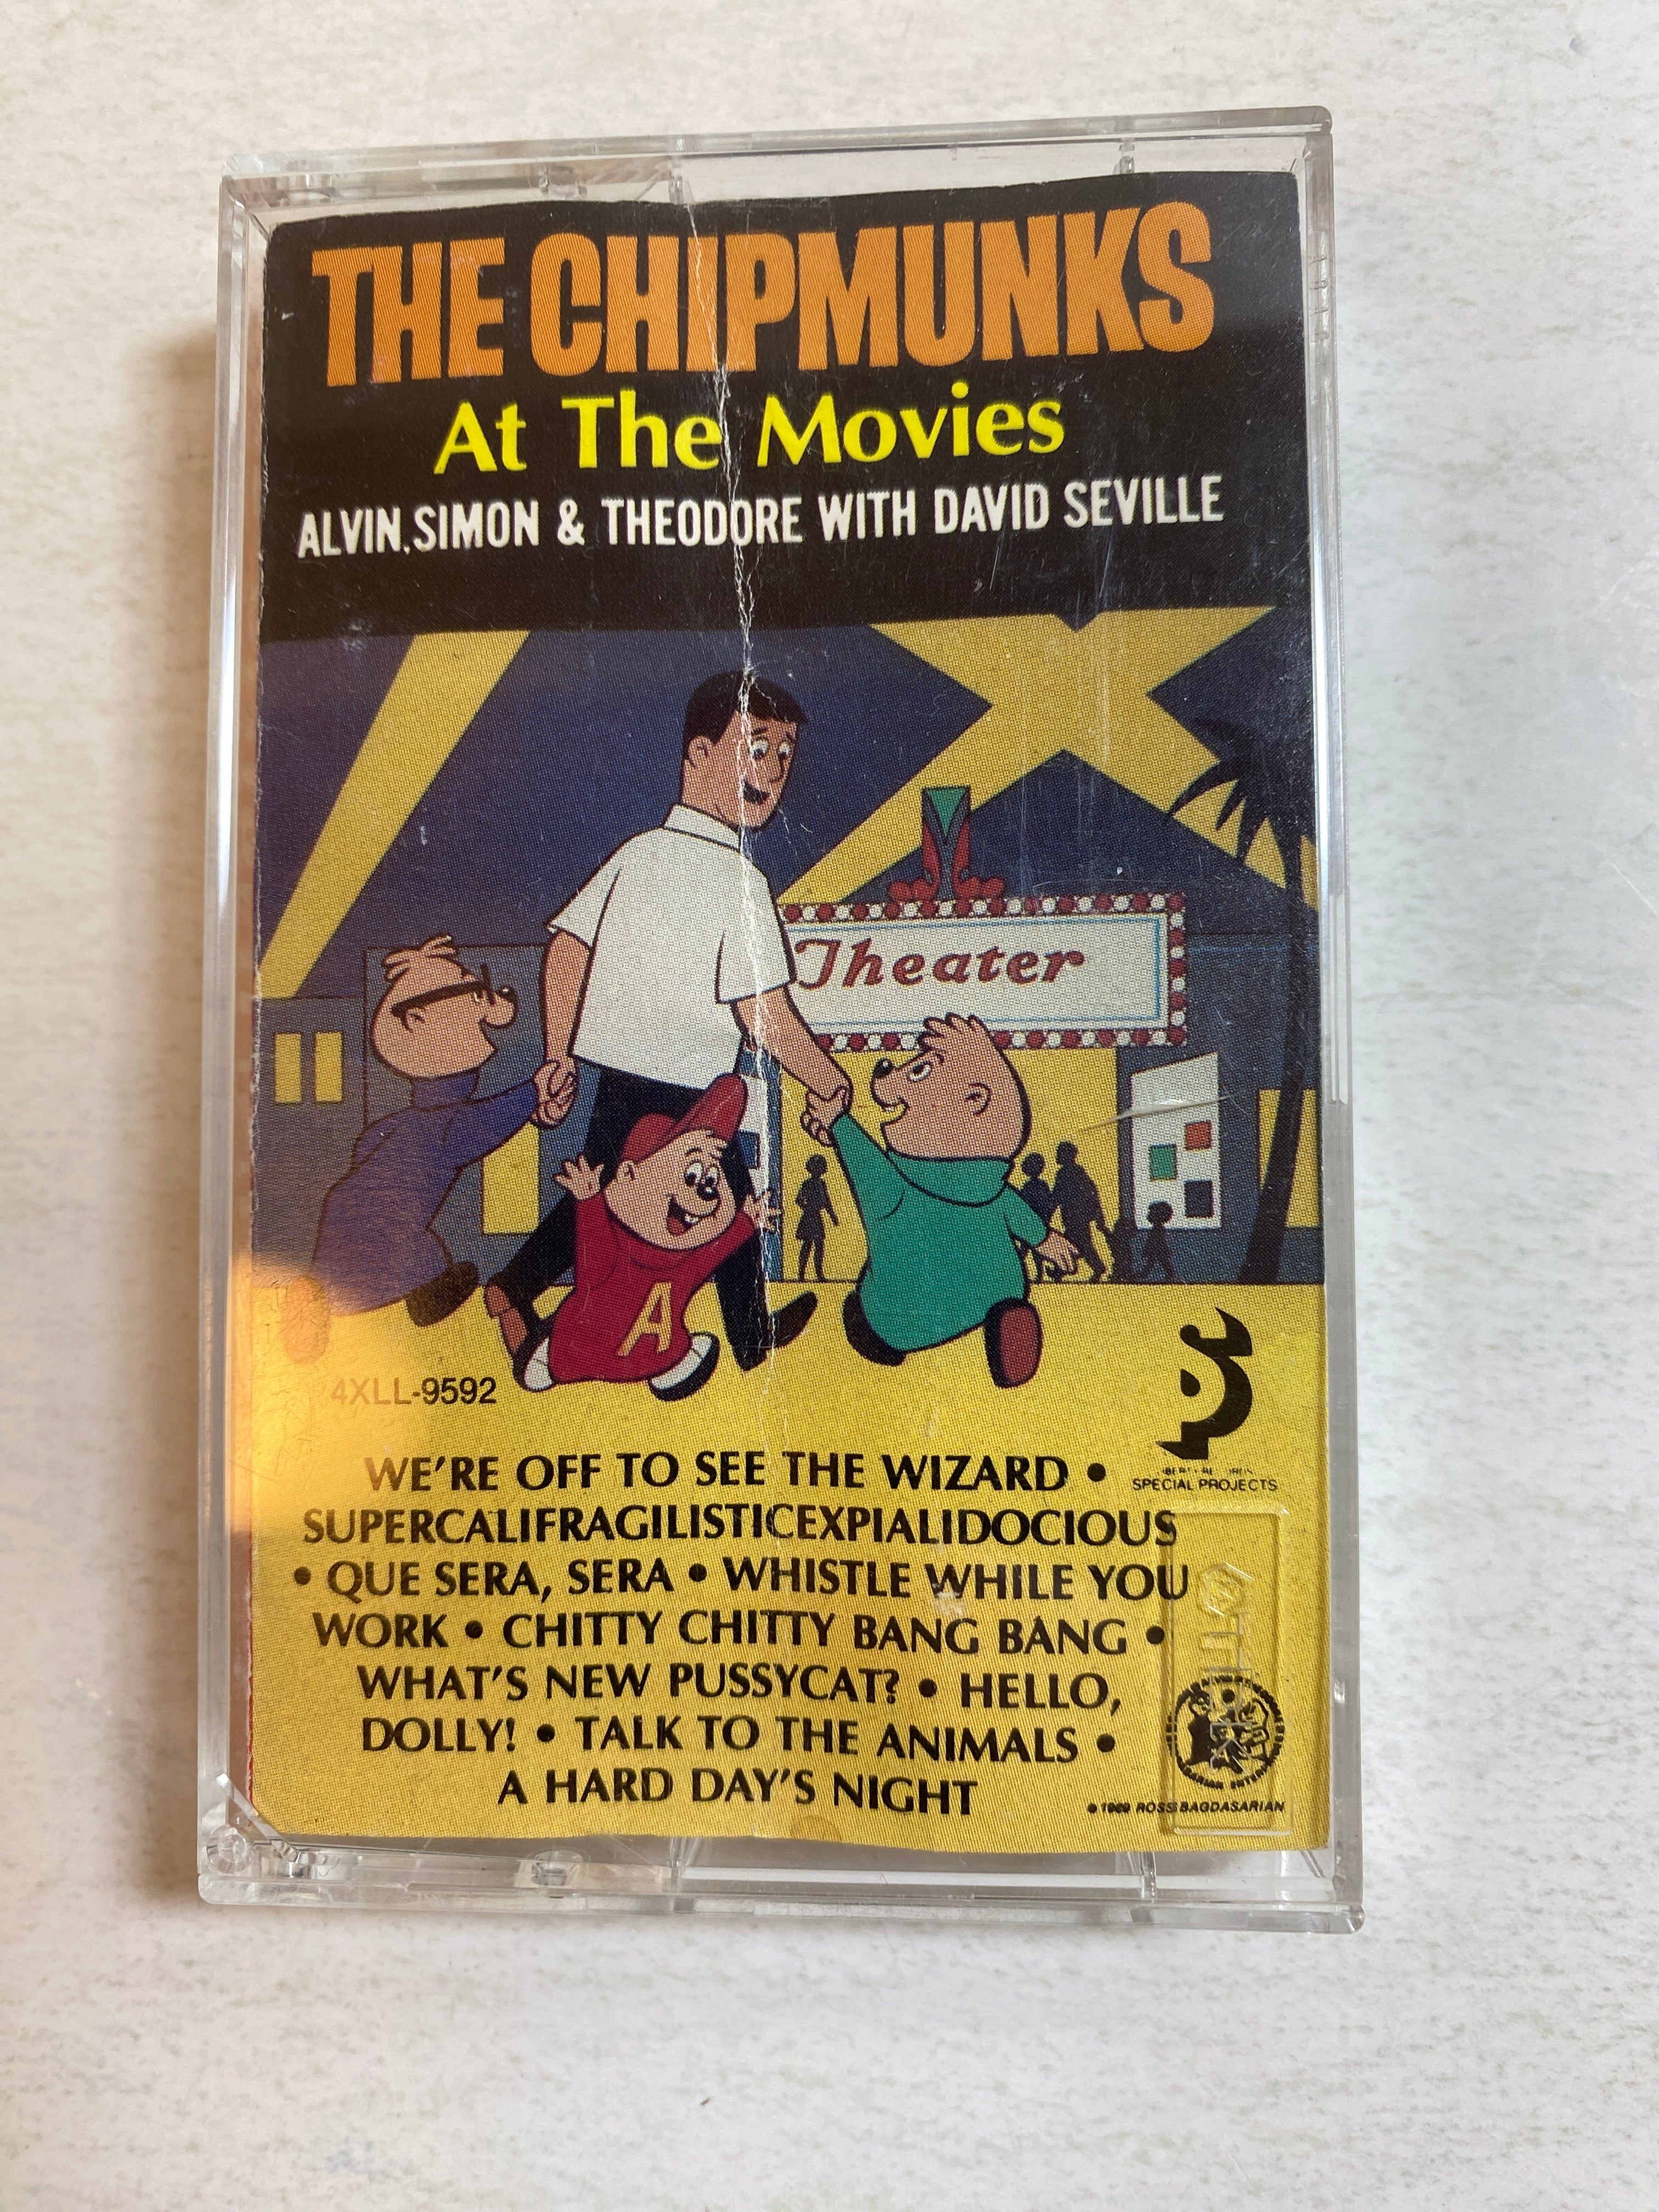 THE CHIPMUNKS
At The Movies
ALVIN, SIMON & THEODORE WITH DAVID SEVILLE
Theater
A
4XLL-9592
SPECIAL PROJECTS
WE'RE OFF TO SEE THE WIZARD •
SUPERCALIFRAGILISTICEXPIALIDOCIOUS
• QUE SERA, SERA • WHISTLE WHILE YOU
WORK • CHITTY CHITTY BANG BANG •
WHAT'S NEW PUSSYCAT? • HELLO,
DOLLY! • TALK TO THE ANIMALS •
A HARD DAY'S NIGHT
© 1989 ROSS BAGDASARIAN